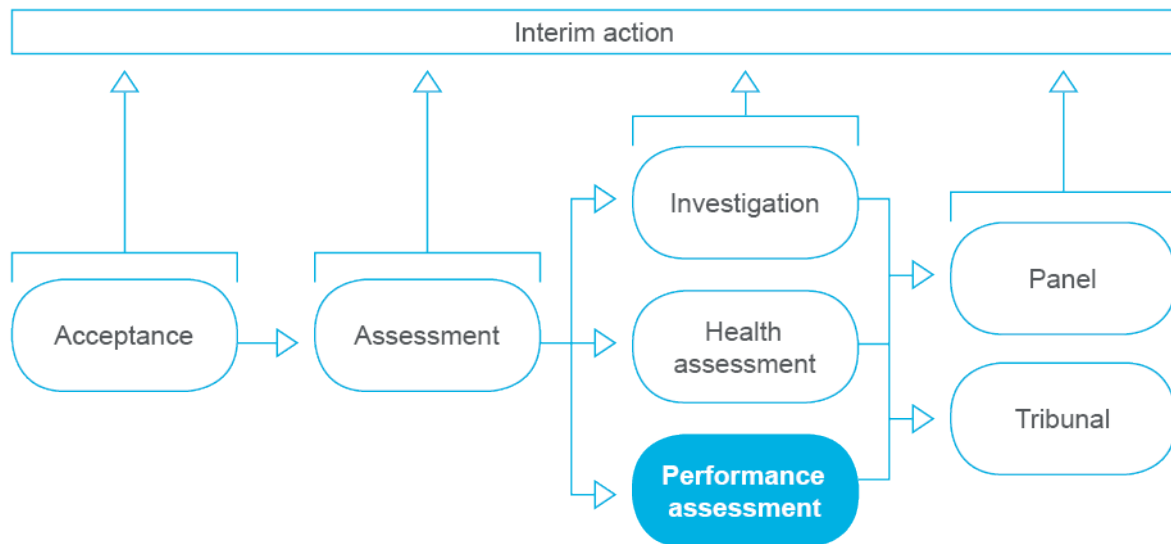 Interim action
Acceptance
Assessment
Investigation
Health
assessment
Performance
assessment
Panel
Tribunal